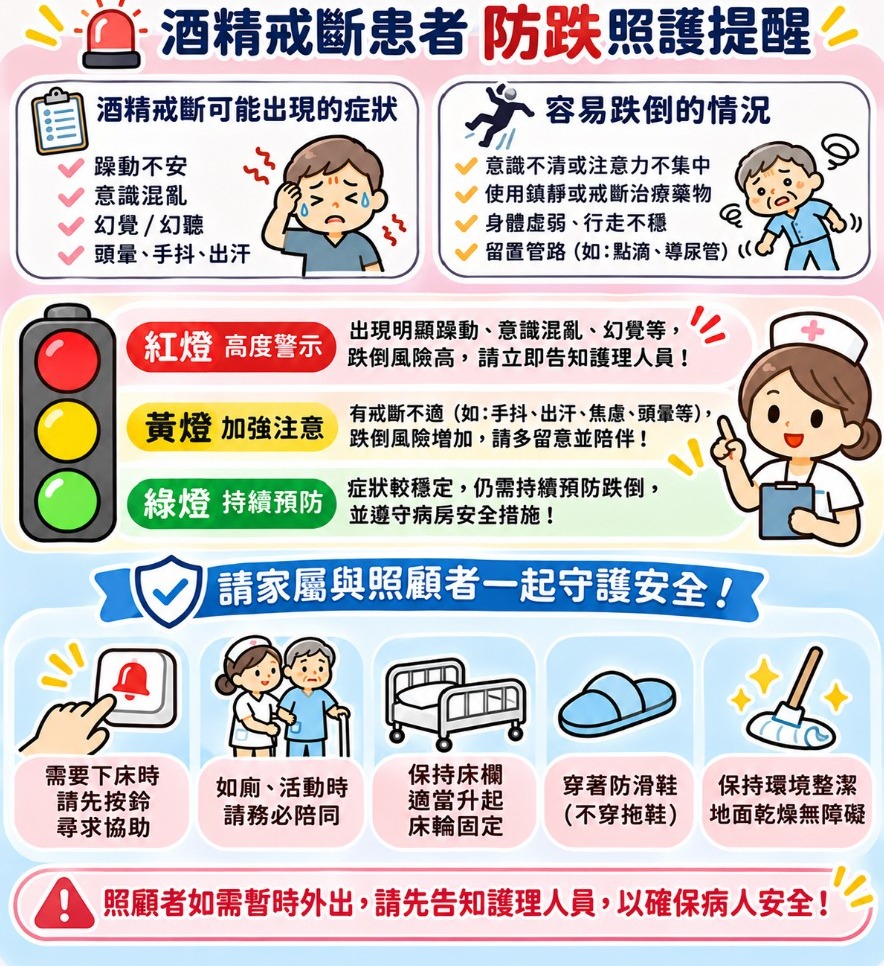 酒精戒斷患者 防跌照護提醒
酒精戒斷可能出現的症狀
躁動不安
意識混亂
幻覺 / 幻聽
頭暈、手抖、出汗
容易跌倒的情況
意識不清或注意力不集中
使用鎮靜或戒斷治療藥物
身體虛弱、行走不穩
留置管路（如：點滴、導尿管）
紅燈 高度警示
出現明顯躁動、意識混亂、幻覺等，
跌倒風險高，請立即告知護理人員！
黃燈 加強注意
有戒斷不適（如：手抖、出汗、焦慮、頭暈等），
跌倒風險增加，請多留意並陪伴！
綠燈 持續預防
症狀較穩定，仍需持續預防跌倒，
並遵守病房安全措施！
請家屬與照顧者一起守護安全！
需要下床時
請先按鈴
尋求協助
如廁、活動時
請務必陪同
保持床欄
適當升起
床輪固定
穿著防滑鞋
（不穿拖鞋）
保持環境整潔
地面乾燥無障礙
照顧者如需暫時外出，請先告知護理人員，以確保病人安全！